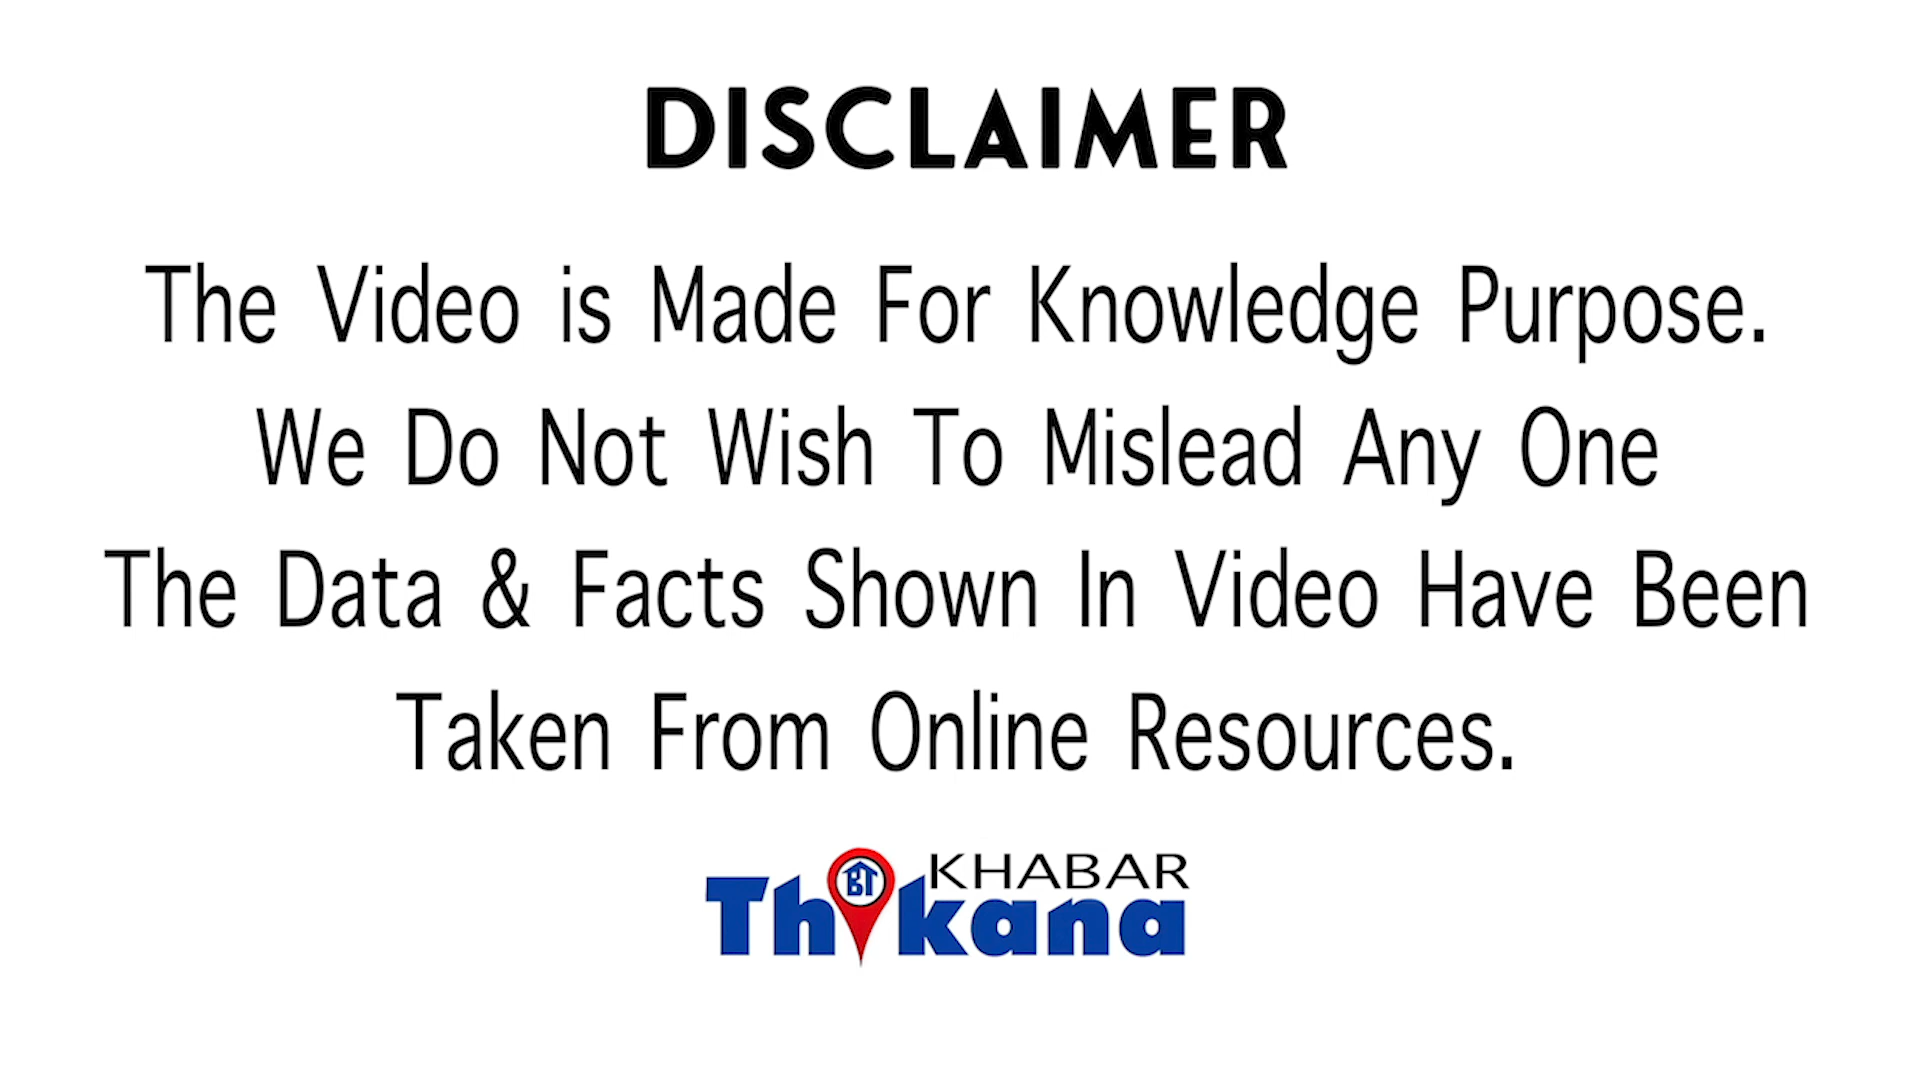 DISCLAIMER
The Video is Made For Knowledge Purpose.
We Do Not Wish To Mislead Any One
The Data & Facts Shown In Video Have Been
Taken From Online Resources.
KHABAR
BT
Thikana